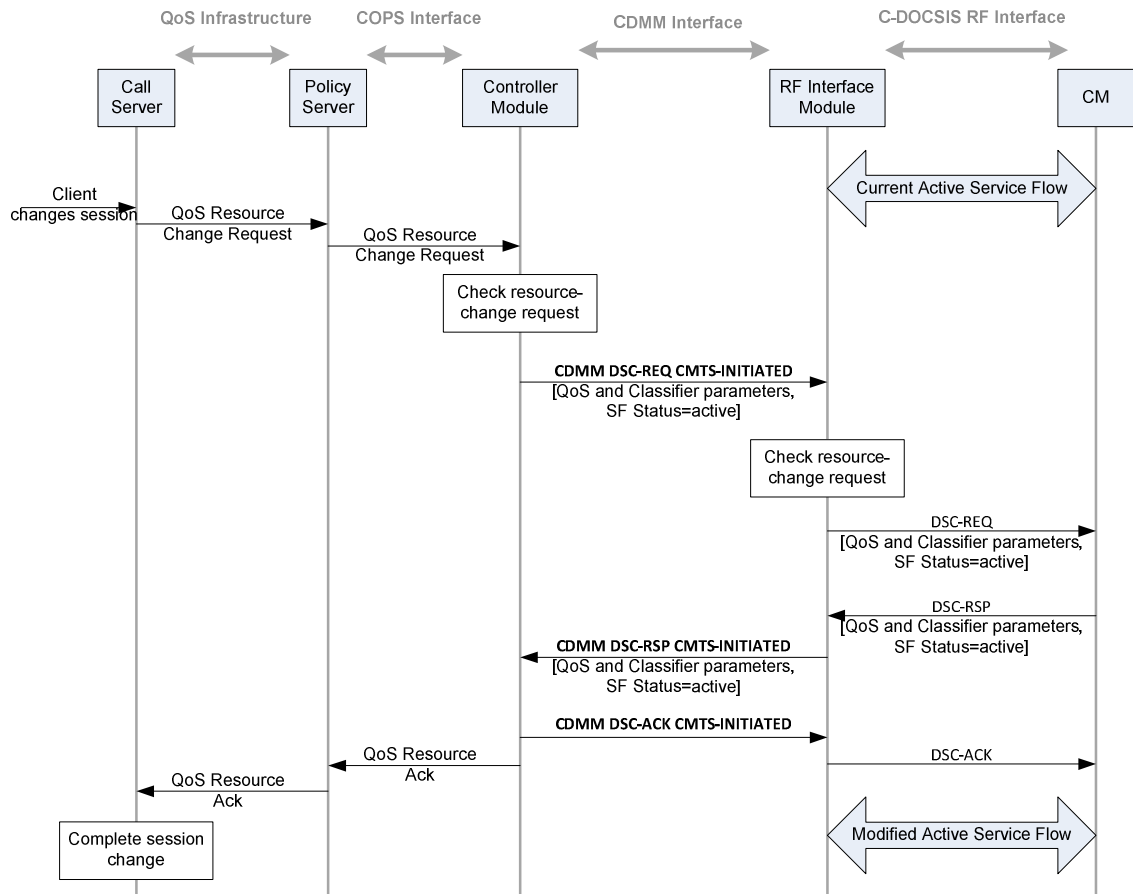 QoS Infrastructure
COPS Interface
CDMM Interface
C-DOCSIS RF Interface
Call
Server
Policy
Server
Controller
Module
RF Interface
Module
CM
Current Active Service Flow
Client
changes session
QoS Resource
Change Request
QoS Resource
Change Request
Check resource-
change request
CDMM DSC-REQ CMTS-INITIATED
[QoS and Classifier parameters,
SF Status=active]
Check resource-
change request
DSC-REQ
[QoS and Classifier parameters,
SF Status=active]
DSC-RSP
[QoS and Classifier parameters,
SF Status=active]
CDMM DSC-RSP CMTS-INITIATED
[QoS and Classifier parameters,
SF Status=active]
CDMM DSC-ACK CMTS-INITIATED
QoS Resource
Ack
DSC-ACK
QoS Resource
Ack
Complete session
change
Modified Active Service Flow